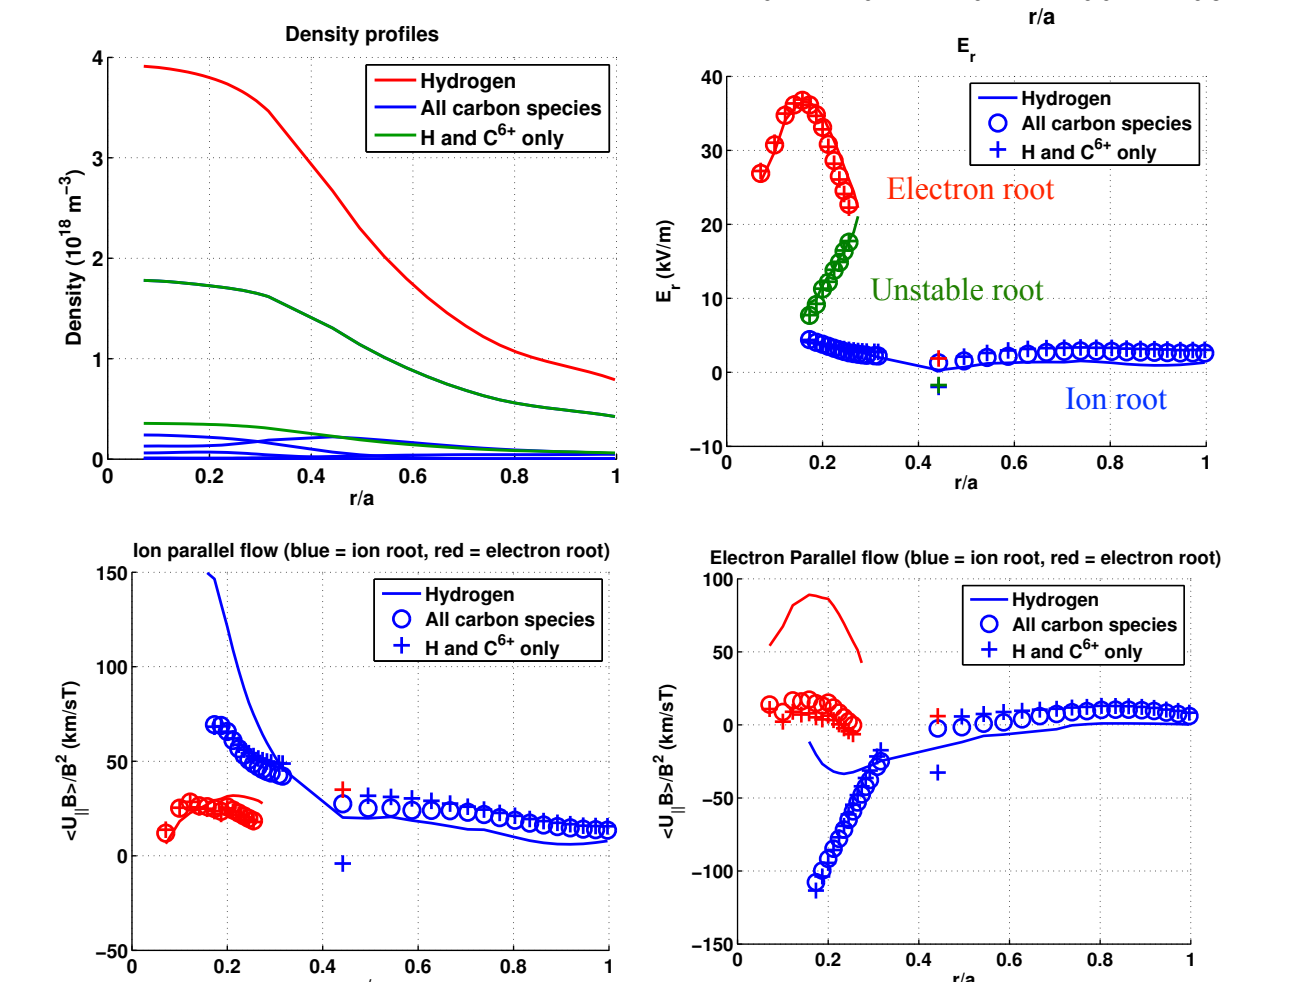 r/a
Density profiles
4
3
2
1
0
0.2
0.4
0.6
0.8
1
Density (10¹⁸ m⁻³)
r/a
Hydrogen
All carbon species
H and C⁶⁺ only
Eᵣ
40
30
20
10
0
−10
0
0.2
0.4
0.6
0.8
1
Eᵣ (kV/m)
r/a
Hydrogen
All carbon species
H and C⁶⁺ only
Electron root
Unstable root
Ion root
Ion parallel flow (blue = ion root, red = electron root)
150
100
50
0
−50
0
0.2
0.4
0.6
0.8
1
<U||B>/B² (km/sT)
Hydrogen
All carbon species
H and C⁶⁺ only
Electron Parallel flow (blue = ion root, red = electron root)
100
50
0
−50
−100
−150
0
0.2
0.4
0.6
0.8
1
<U||B>/B² (km/sT)
r/a
Hydrogen
All carbon species
H and C⁶⁺ only